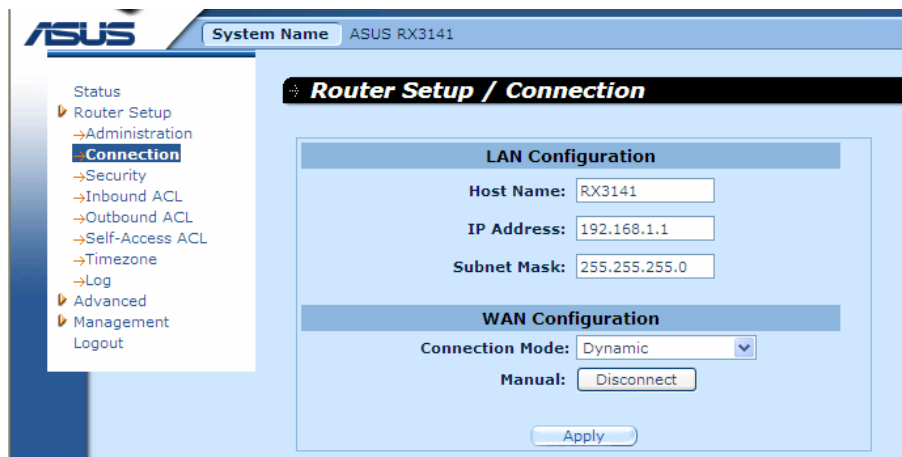 ASUS
System Name ASUS RX3141
Status
Router Setup
→Administration
→Connection
→Security
→Inbound ACL
→Outbound ACL
→Self-Access ACL
→Timezone
→Log
Advanced
Management
Logout
Router Setup / Connection
LAN Configuration
Host Name: RX3141
IP Address: 192.168.1.1
Subnet Mask: 255.255.255.0
WAN Configuration
Connection Mode: Dynamic
Manual: Disconnect
Apply